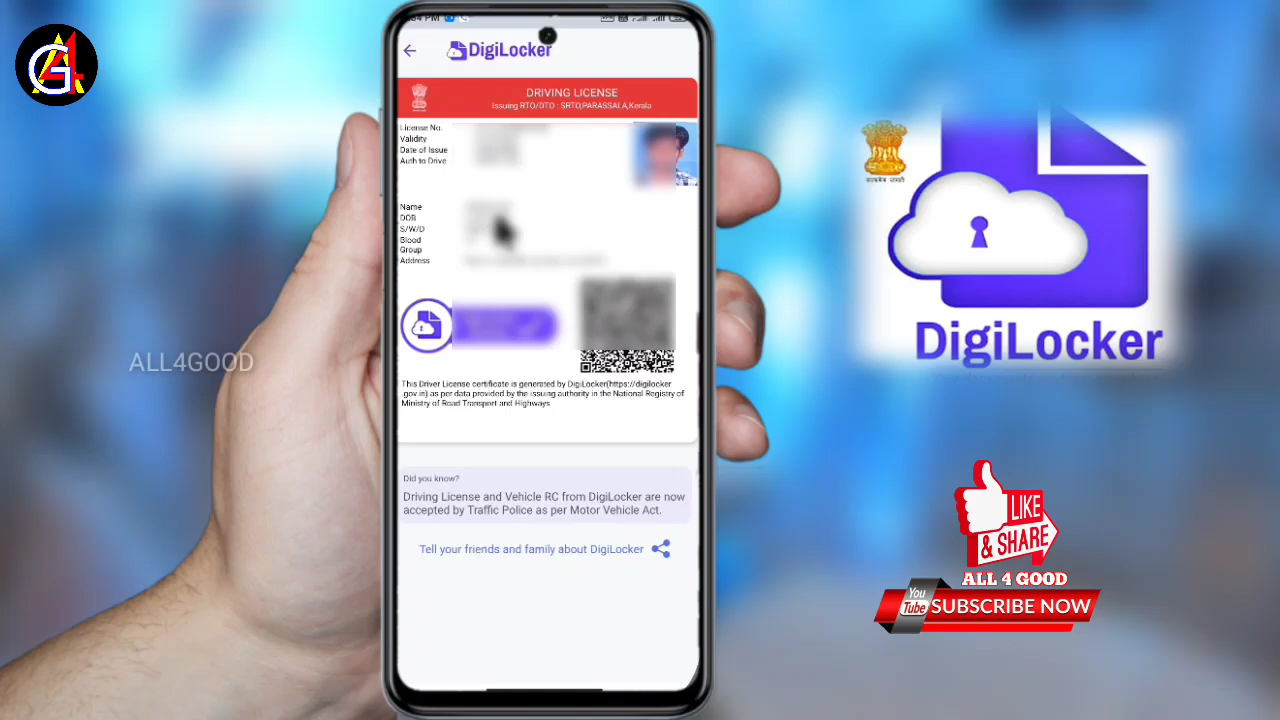 DigiLocker
DRIVING LICENSE
Issuing RTO/DTO : SRTO,PARASSALA,Kerala
License No.
Validity
Date of Issue
Auth to Drive
Name
DOB
S/W/D
Blood
Group
Address
This Driver License certificate is generated by DigiLocker(https://digilocker
.gov.in) as per data provided by the issuing authority in the National Registry of
Ministry of Road Transport and Highways
Did you know?
Driving License and Vehicle RC from DigiLocker are now
accepted by Traffic Police as per Motor Vehicle Act.
Tell your friends and family about DigiLocker
ALL4GOOD
सत्यमेव जयते
DigiLocker
LIKE
& SHARE
ALL 4 GOOD
You
Tube
SUBSCRIBE NOW